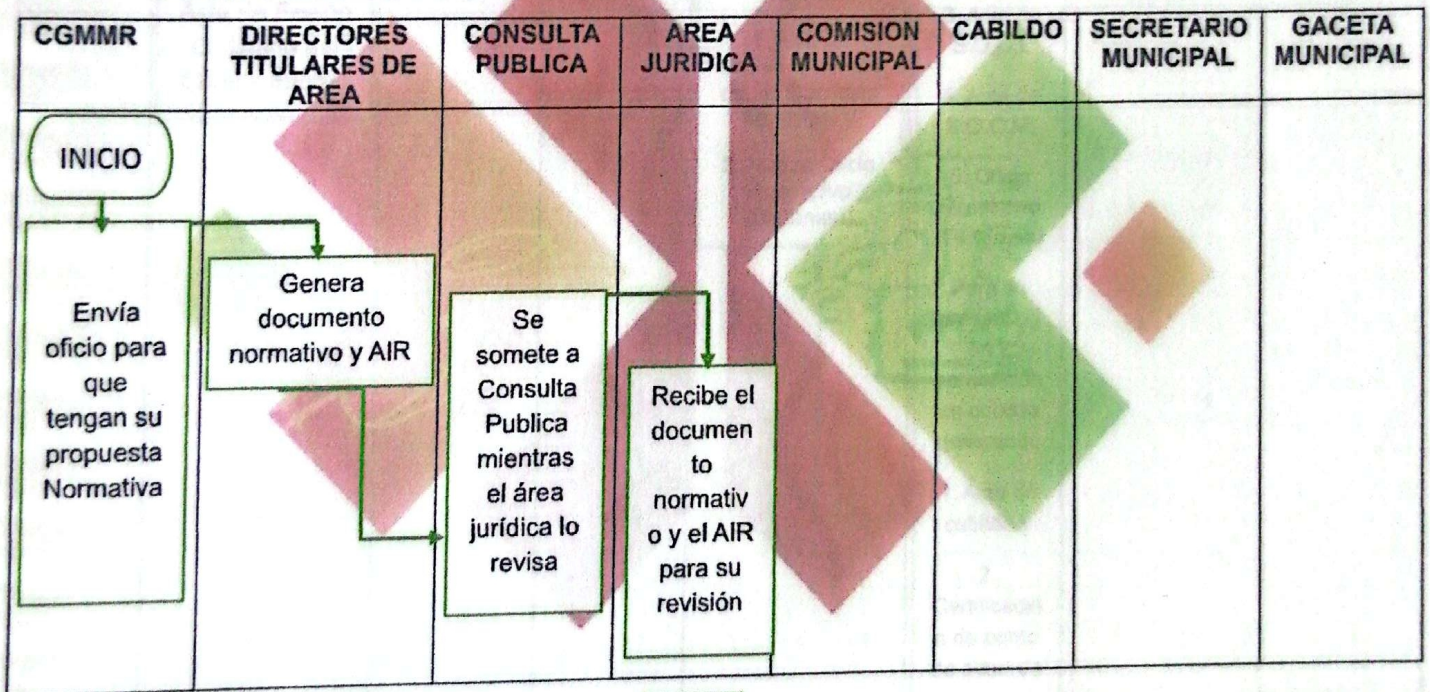 CGMMR
DIRECTORES
TITULARES DE
AREA
CONSULTA
PUBLICA
AREA
JURIDICA
COMISION
MUNICIPAL
CABILDO
SECRETARIO
MUNICIPAL
GACETA
MUNICIPAL
INICIO
Envía
oficio para
que
tengan su
propuesta
Normativa
Genera
documento
normativo y AIR
Se
somete a
Consulta
Publica
mientras
el área
jurídica lo
revisa
Recibe el
documen
to
normativ
o y el AIR
para su
revisión